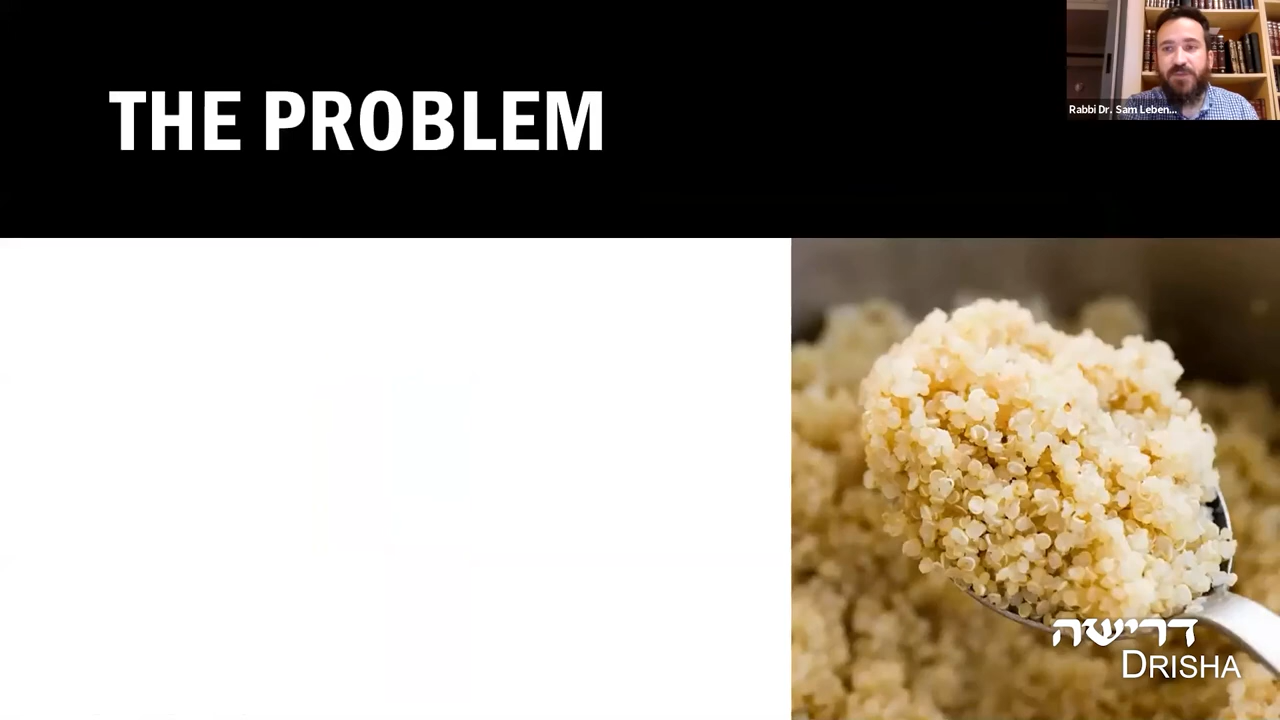 THE PROBLEM
Rabbi Dr. Sam Leben...
דרישה
DRISHA